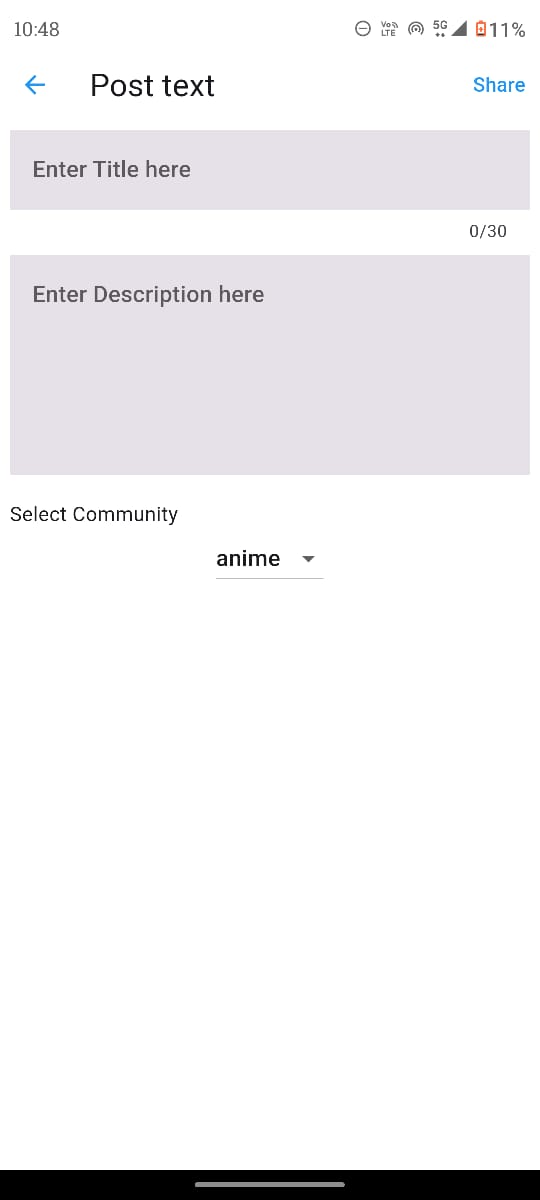 10:48 Vo LTE 5G 11%
Post text Share
Enter Title here
0/30
Enter Description here
Select Community
anime